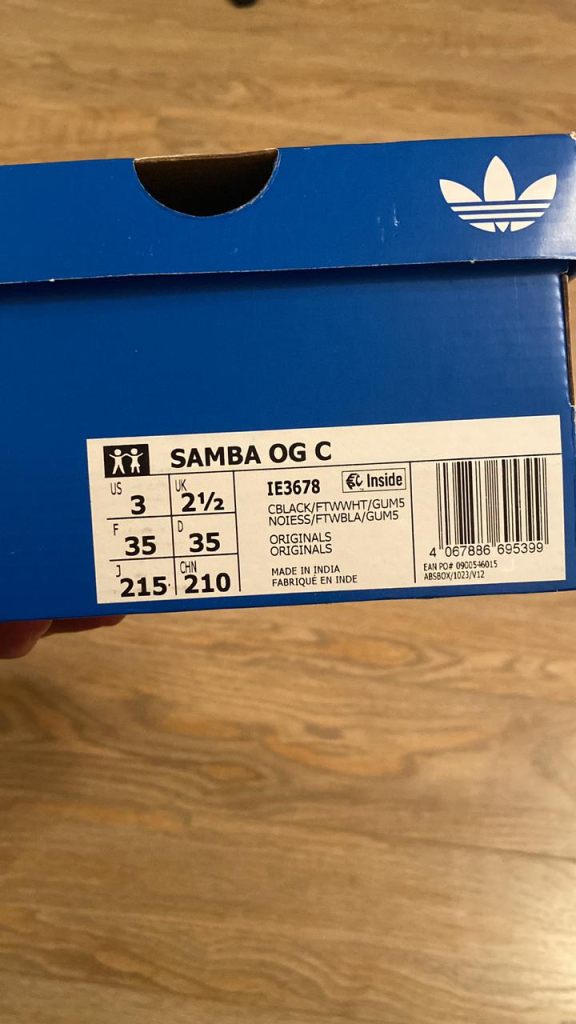 SAMBA OG C
US 3
UK 2½
F 35
D 35
J 215
CHN 210
IE3678
Inside
CBLACK/FTWWHT/GUM5
NOIESS/FTWBLA/GUM5
ORIGINALS
ORIGINALS
MADE IN INDIA
FABRIQUÉ EN INDE
4 067886 695399
EAN PO# 0900546015
ABSBOX/1023/V12